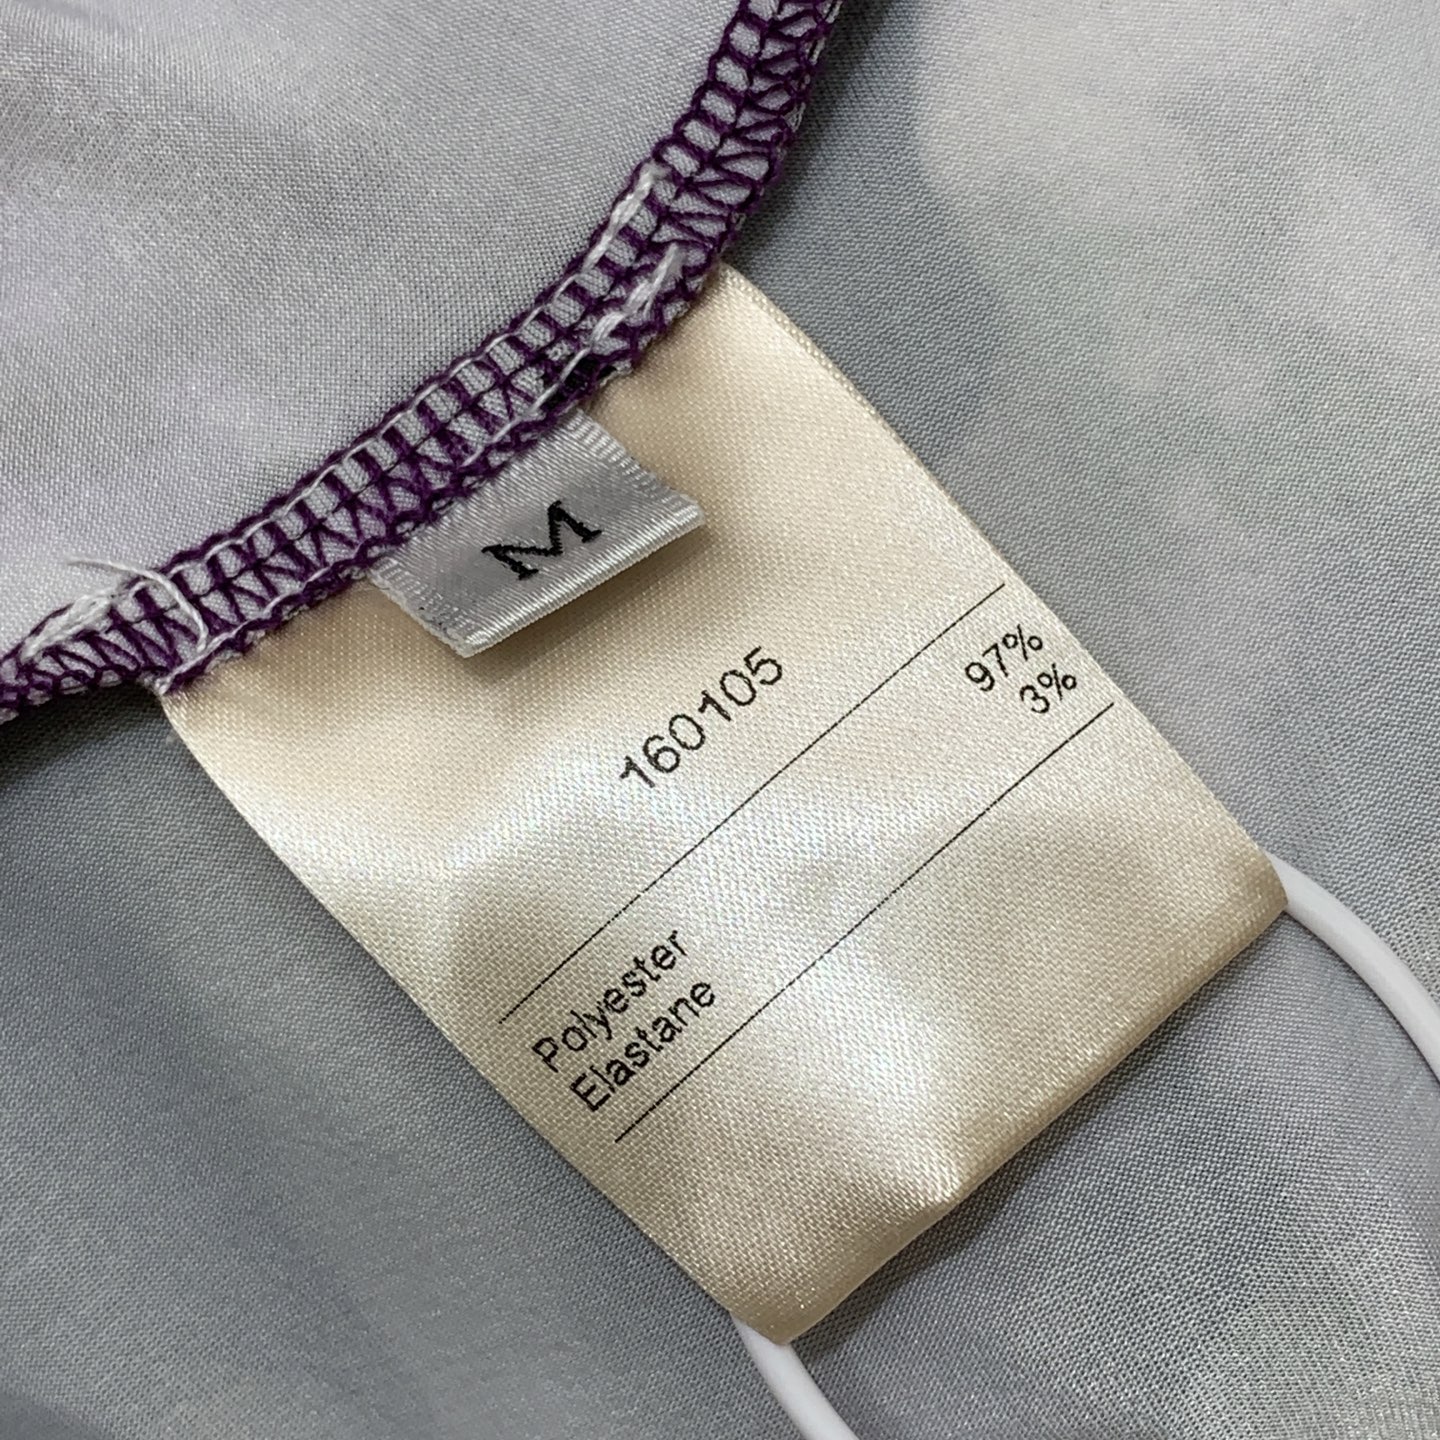 M
160105
Polyester 97%
Elastane 3%